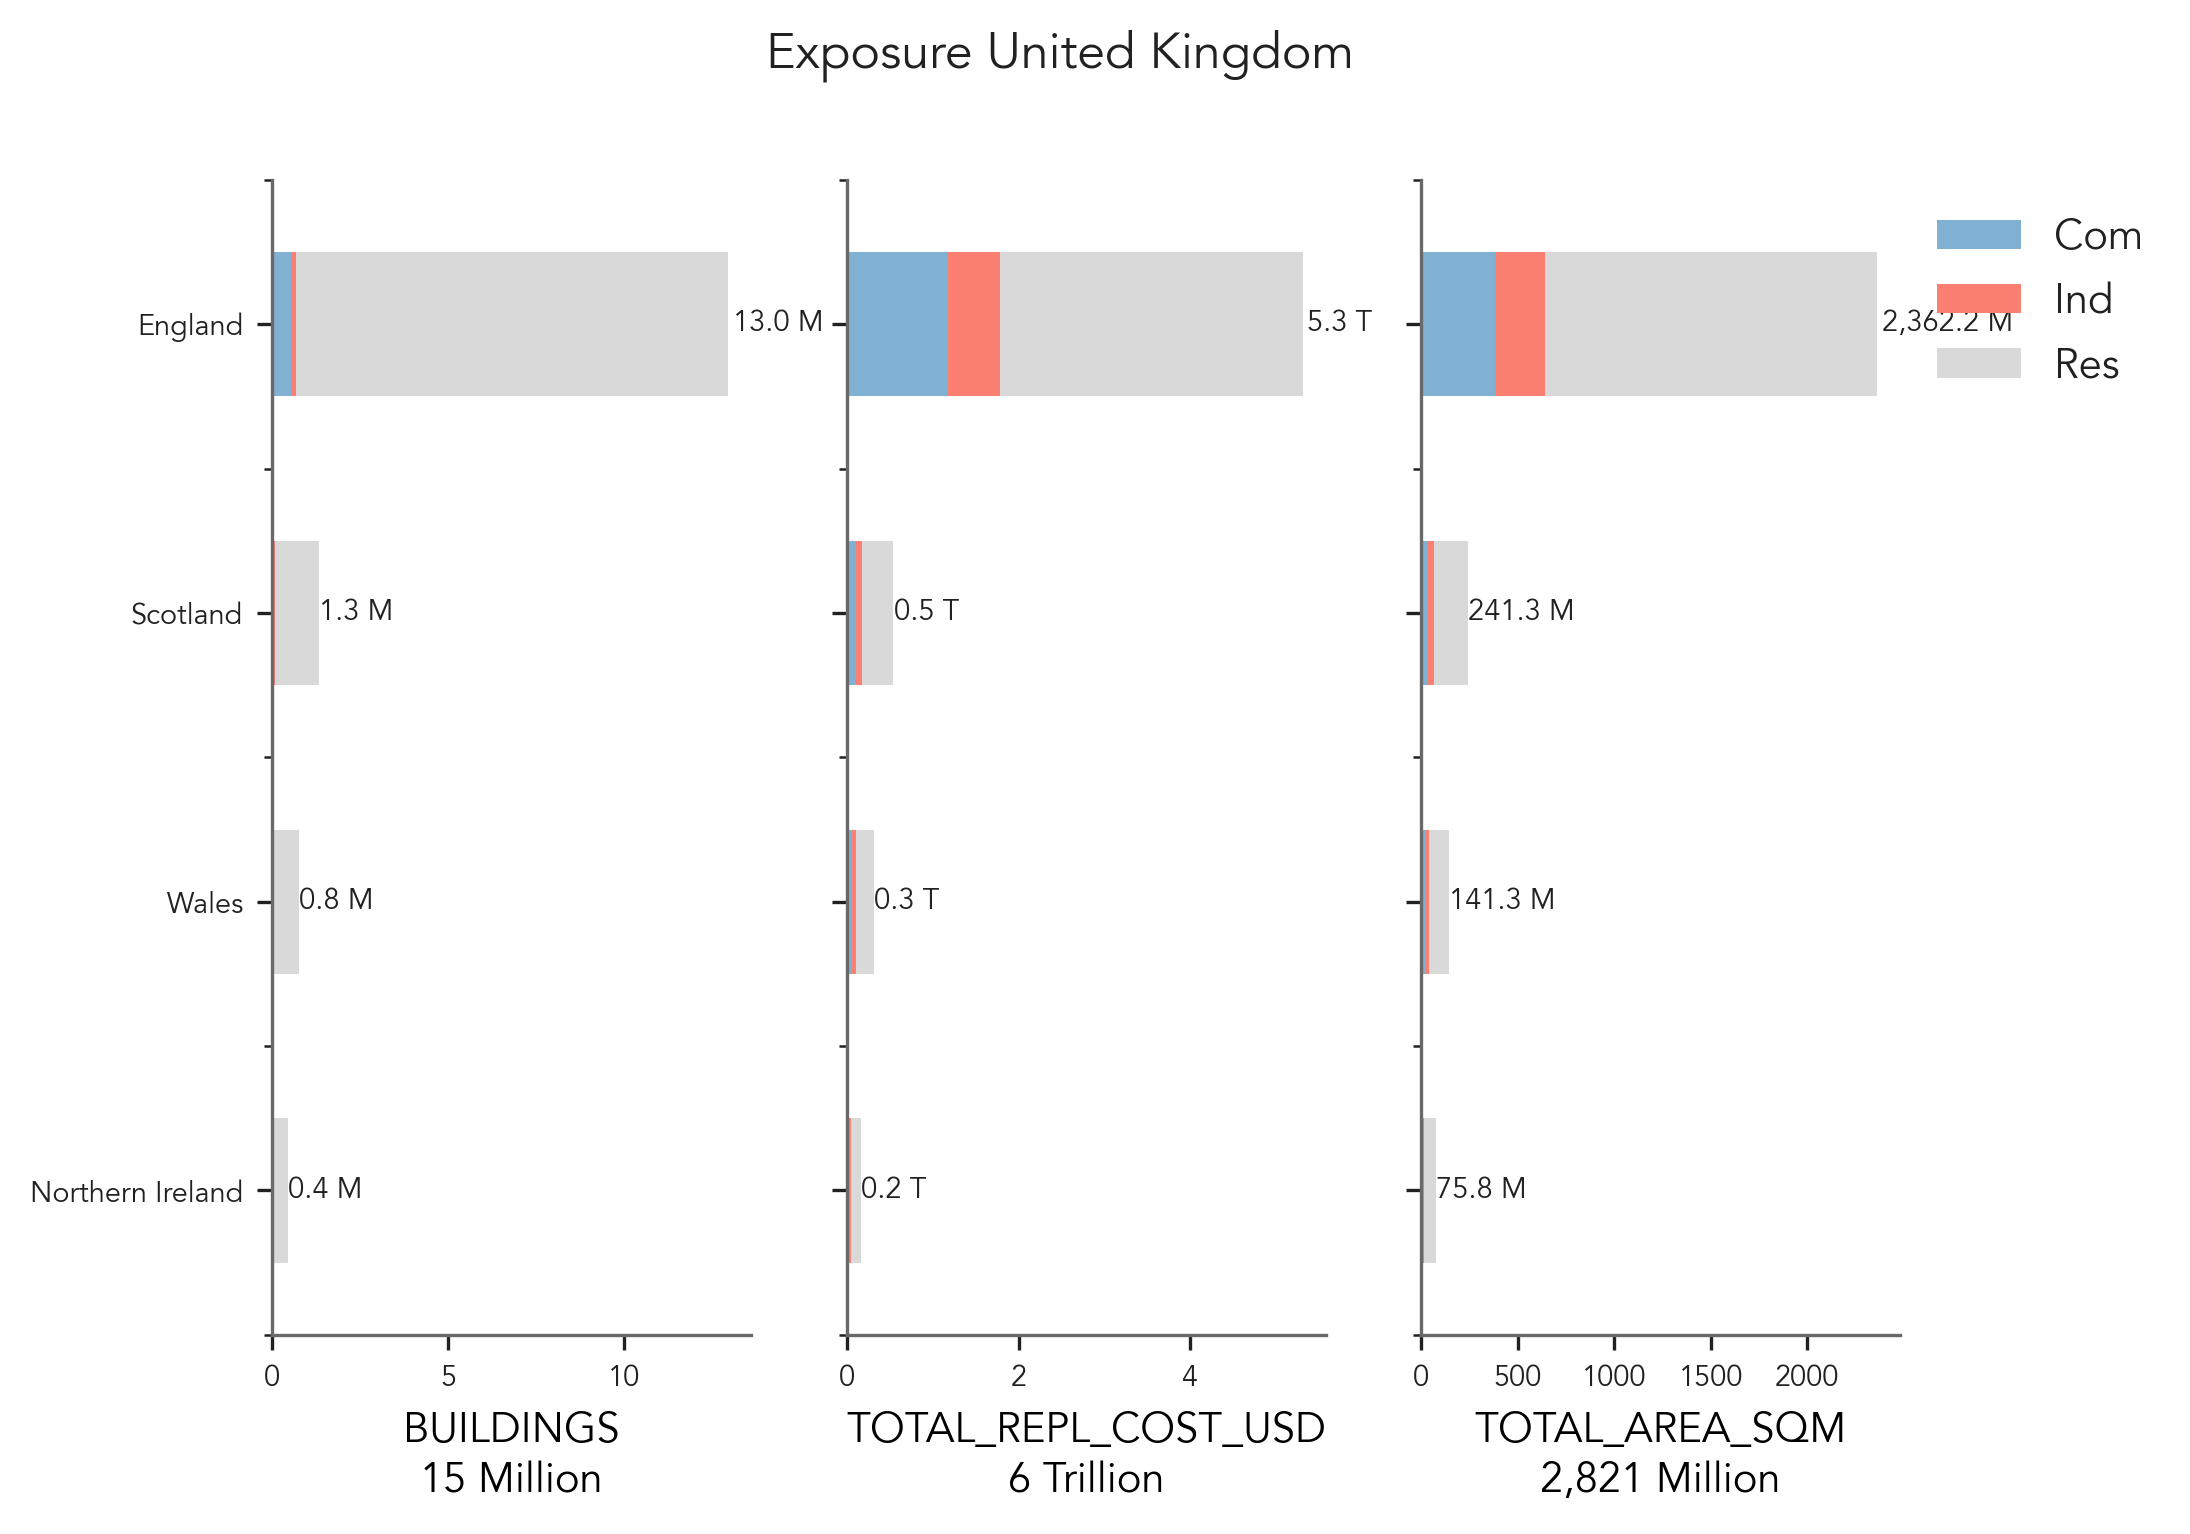 Exposure United Kingdom
Com
Ind
Res
England
13.0 M
5.3 T
2,362.2 M
Scotland
1.3 M
0.5 T
241.3 M
Wales
0.8 M
0.3 T
141.3 M
Northern Ireland
0.4 M
0.2 T
75.8 M
0 5 10
0 2 4
0 500 1000 1500 2000
BUILDINGS
15 Million
TOTAL_REPL_COST_USD
6 Trillion
TOTAL_AREA_SQM
2,821 Million